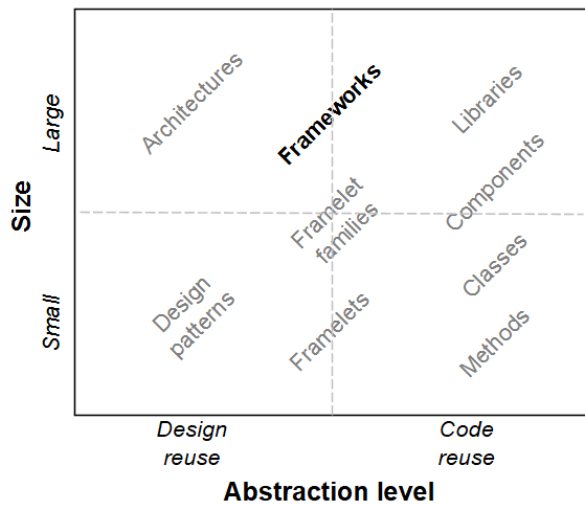 Size
Large
Small
Architectures
Frameworks
Libraries
Components
Framelet
families
Classes
Design
patterns
Framelets
Methods
Design
reuse
Code
reuse
Abstraction level